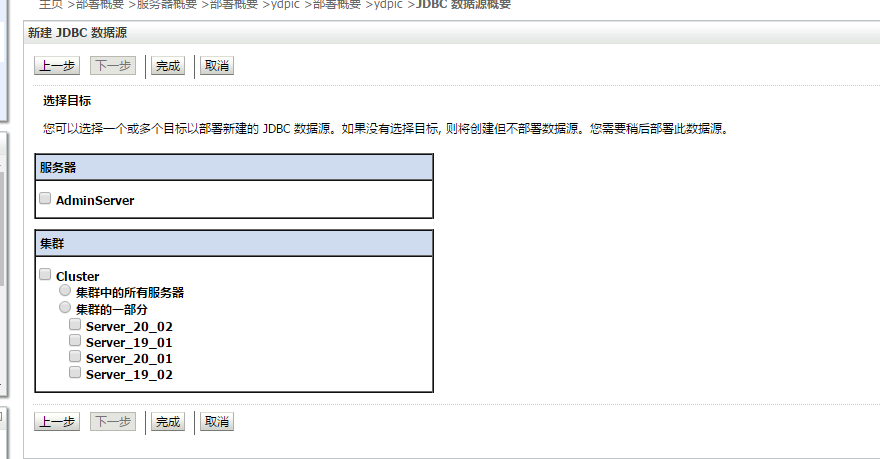 主页 >部署概要 >服务器概要 >部署概要 >ydpic >部署概要 >ydpic >JDBC 数据源概要
新建 JDBC 数据源
上一步 下一步 完成 取消
选择目标
您可以选择一个或多个目标以部署新建的 JDBC 数据源。如果没有选择目标, 则将创建但不部署数据源。您需要稍后部署此数据源。
服务器
AdminServer
集群
Cluster
集群中的所有服务器
集群的一部分
Server_20_02
Server_19_01
Server_20_01
Server_19_02
上一步 下一步 完成 取消